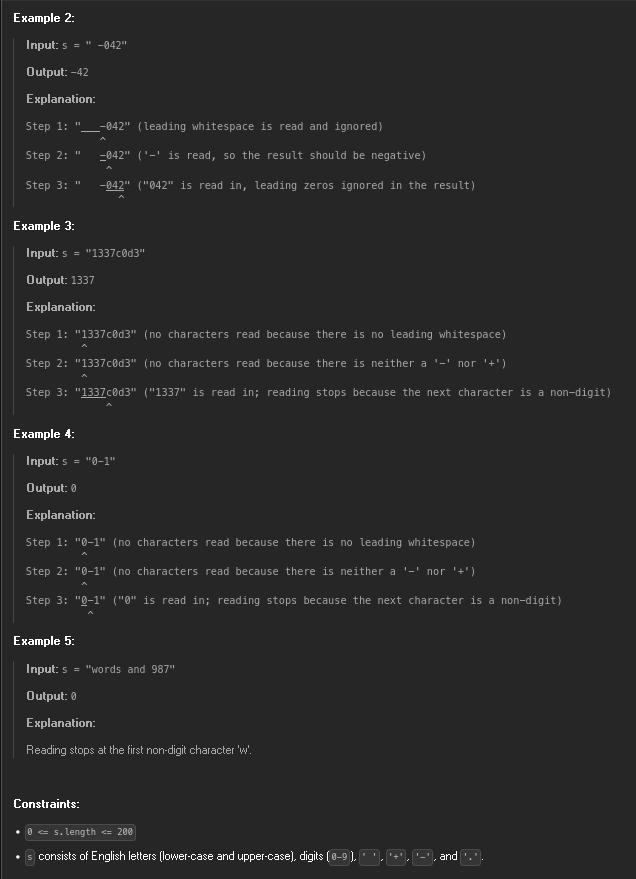 Example 2:
Input: s = " -042"
Output: -42
Explanation:
Step 1: "___-042" (leading whitespace is read and ignored)
^
Step 2: "   -042" ('-' is read, so the result should be negative)
^
Step 3: "   -042" ("042" is read in, leading zeros ignored in the result)
^
Example 3:
Input: s = "1337c0d3"
Output: 1337
Explanation:
Step 1: "1337c0d3" (no characters read because there is no leading whitespace)
^
Step 2: "1337c0d3" (no characters read because there is neither a '-' nor '+')
^
Step 3: "1337c0d3" ("1337" is read in; reading stops because the next character is a non-digit)
^
Example 4:
Input: s = "0-1"
Output: 0
Explanation:
Step 1: "0-1" (no characters read because there is no leading whitespace)
^
Step 2: "0-1" (no characters read because there is neither a '-' nor '+')
^
Step 3: "0-1" ("0" is read in; reading stops because the next character is a non-digit)
^
Example 5:
Input: s = "words and 987"
Output: 0
Explanation:
Reading stops at the first non-digit character 'w'.
Constraints:
• 0 <= s.length <= 200
• s consists of English letters (lower-case and upper-case), digits (0-9), ' ', '+', '-', and '.'.